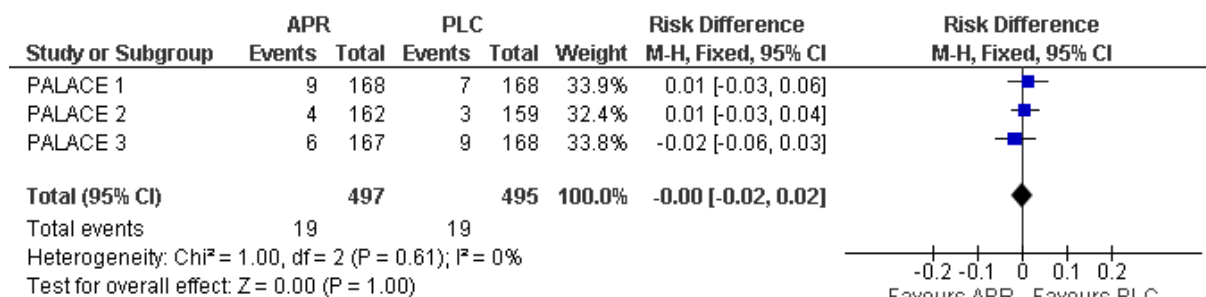 APR PLC Risk Difference Risk Difference
Study or Subgroup Events Total Events Total Weight M-H, Fixed, 95% CI M-H, Fixed, 95% CI
PALACE 1 9 168 7 168 33.9% 0.01 [-0.03, 0.06]
PALACE 2 4 162 3 159 32.4% 0.01 [-0.03, 0.04]
PALACE 3 6 167 9 168 33.8% -0.02 [-0.06, 0.03]
Total (95% CI) 497 495 100.0% -0.00 [-0.02, 0.02]
Total events 19 19
Heterogeneity: Chi² = 1.00, df = 2 (P = 0.61); I² = 0%
Test for overall effect: Z = 0.00 (P = 1.00)
-0.2 -0.1 0 0.1 0.2
Favours APR Favours PLC